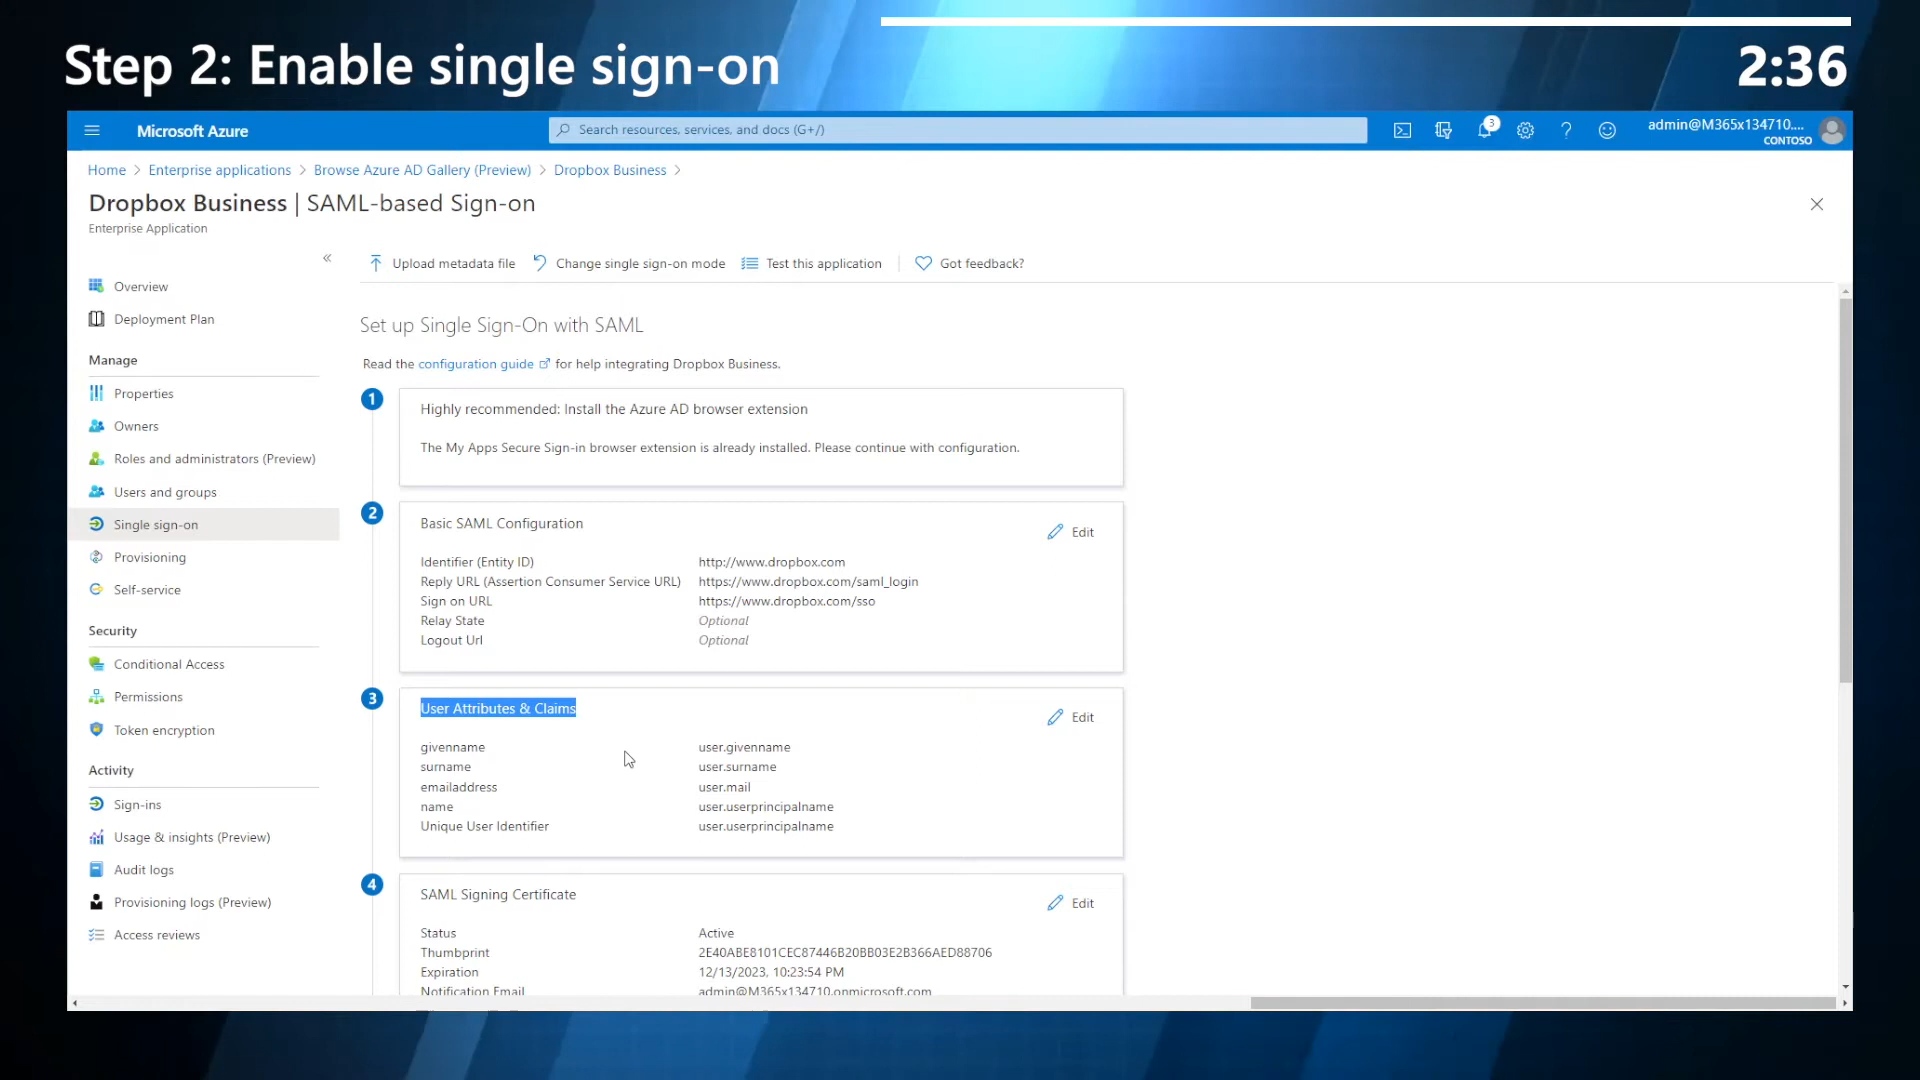 Step 2: Enable single sign-on
2:36
Microsoft Azure
Search resources, services, and docs (G+/)
3
admin@M365x134710....
CONTOSO
Home > Enterprise applications > Browse Azure AD Gallery (Preview) > Dropbox Business >
Dropbox Business | SAML-based Sign-on
Enterprise Application
Upload metadata file
Change single sign-on mode
Test this application
Got feedback?
Overview
Deployment Plan
Manage
Properties
Owners
Roles and administrators (Preview)
Users and groups
Single sign-on
Provisioning
Self-service
Security
Conditional Access
Permissions
Token encryption
Activity
Sign-ins
Usage & insights (Preview)
Audit logs
Provisioning logs (Preview)
Access reviews
Set up Single Sign-On with SAML
Read the configuration guide for help integrating Dropbox Business.
1
Highly recommended: Install the Azure AD browser extension
The My Apps Secure Sign-in browser extension is already installed. Please continue with configuration.
2
Basic SAML Configuration
Edit
Identifier (Entity ID) http://www.dropbox.com
Reply URL (Assertion Consumer Service URL) https://www.dropbox.com/saml_login
Sign on URL https://www.dropbox.com/sso
Relay State Optional
Logout Url Optional
3
User Attributes & Claims
Edit
givenname user.givenname
surname user.surname
emailaddress user.mail
name user.userprincipalname
Unique User Identifier user.userprincipalname
4
SAML Signing Certificate
Edit
Status Active
Thumbprint 2E40ABE8101CEC87446B20BB03E2B366AED88706
Expiration 12/13/2023, 10:23:54 PM
Notification Email admin@M365x134710.onmicrosoft.com